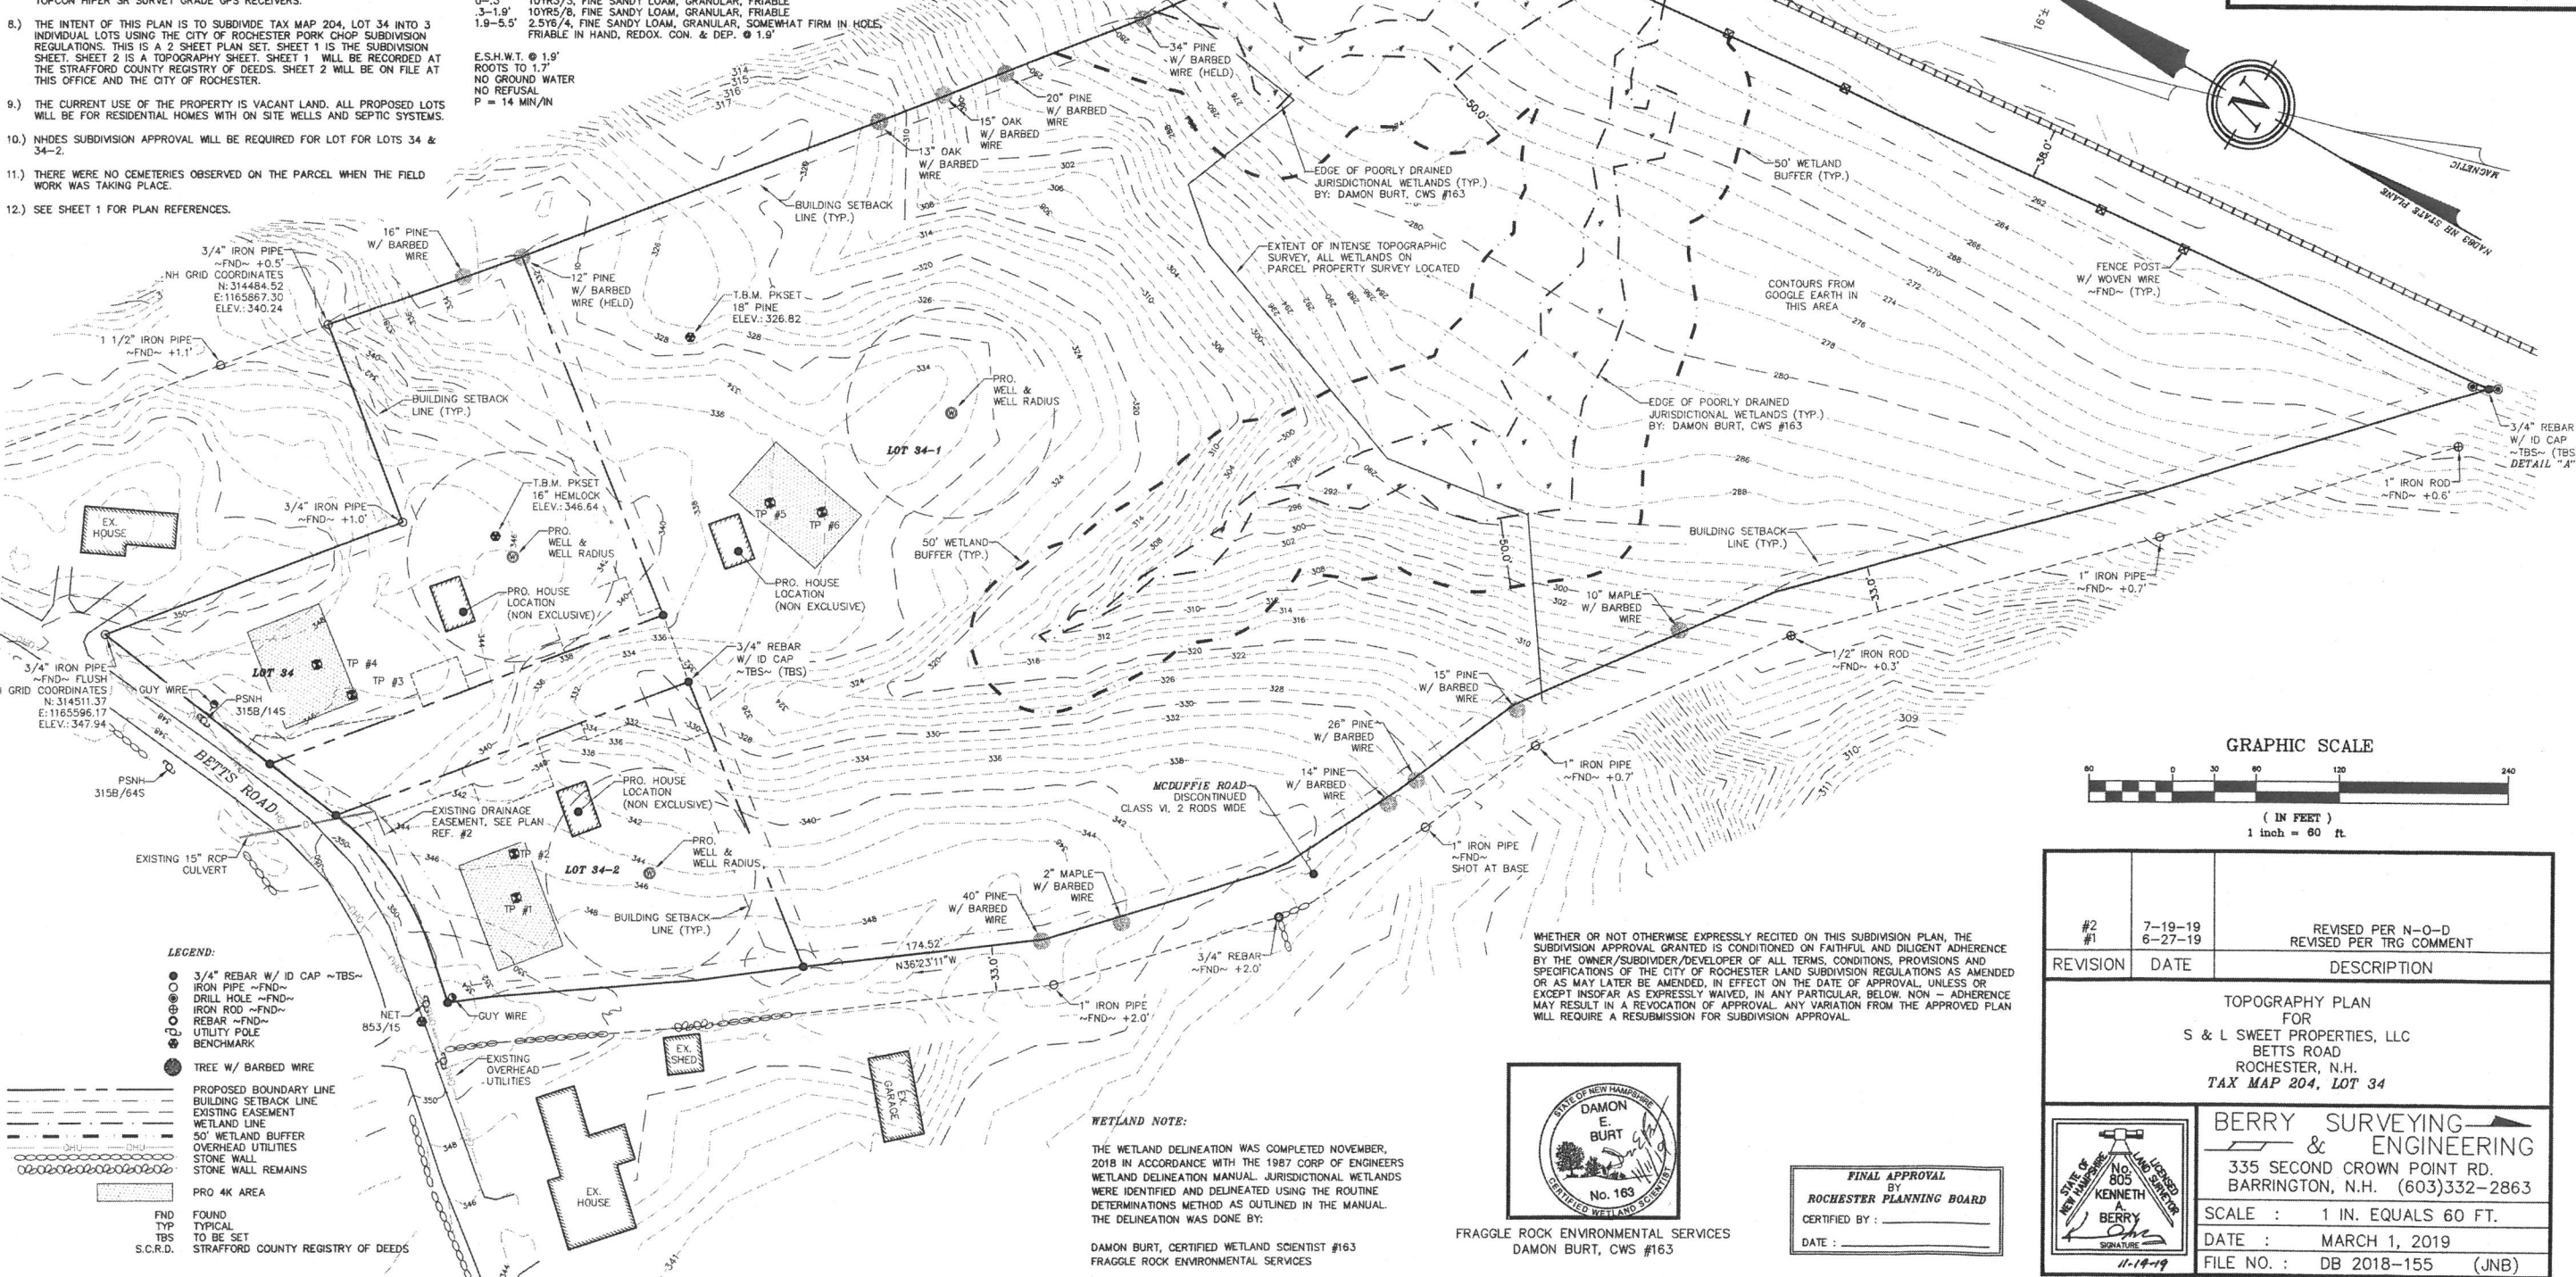 TOPCON HIPER SR SURVEY GRADE GPS RECEIVERS.
8.) THE INTENT OF THIS PLAN IS TO SUBDIVIDE TAX MAP 204, LOT 34 INTO 3
INDIVIDUAL LOTS USING THE CITY OF ROCHESTER PORK CHOP SUBDIVISION
REGULATIONS. THIS IS A 2 SHEET PLAN SET. SHEET 1 IS THE SUBDIVISION
SHEET. SHEET 2 IS A TOPOGRAPHY SHEET. SHEET 1 WILL BE RECORDED AT
THE STRAFFORD COUNTY REGISTRY OF DEEDS. SHEET 2 WILL BE ON FILE AT
THIS OFFICE AND THE CITY OF ROCHESTER.
9.) THE CURRENT USE OF THE PROPERTY IS VACANT LAND. ALL PROPOSED LOTS
WILL BE FOR RESIDENTIAL HOMES WITH ON SITE WELLS AND SEPTIC SYSTEMS.
10.) NHDES SUBDIVISION APPROVAL WILL BE REQUIRED FOR LOT FOR LOTS 34 &
34-2.
11.) THERE WERE NO CEMETERIES OBSERVED ON THE PARCEL WHEN THE FIELD
WORK WAS TAKING PLACE.
12.) SEE SHEET 1 FOR PLAN REFERENCES.
0-.3' 10YR3/3, FINE SANDY LOAM, GRANULAR, FRIABLE
.3-1.9' 10YR5/8, FINE SANDY LOAM, GRANULAR, FRIABLE
1.9-5.5' 2.5Y6/4, FINE SANDY LOAM, GRANULAR, SOMEWHAT FIRM IN HOLE,
FRIABLE IN HAND, REDOX. CON. & DEP. @ 1.9'
E.S.H.W.T. @ 1.9'
ROOTS TO 1.7'
NO GROUND WATER
NO REFUSAL
P = 14 MIN/IN
34" PINE
W/ BARBED
WIRE (HELD)
20" PINE
W/ BARBED
WIRE
15" OAK
W/ BARBED
WIRE
13" OAK
W/ BARBED
WIRE
BUILDING SETBACK
LINE (TYP.)
EDGE OF POORLY DRAINED
JURISDICTIONAL WETLANDS (TYP.)
BY: DAMON BURT, CWS #163
50.0'
50' WETLAND
BUFFER (TYP.)
38.0'
N
MAGNETIC
NAD83 NH STATE PLANE
16"±
16" PINE
W/ BARBED
WIRE
3/4" IRON PIPE
~FND~ +0.5'
NH GRID COORDINATES
N: 314484.52
E: 1165867.30
ELEV.: 340.24
12" PINE
W/ BARBED
WIRE (HELD)
T.B.M. PKSET
18" PINE
ELEV.: 326.82
1 1/2" IRON PIPE
~FND~ +1.1'
BUILDING SETBACK
LINE (TYP.)
EXTENT OF INTENSE TOPOGRAPHIC
SURVEY, ALL WETLANDS ON
PARCEL PROPERTY SURVEY LOCATED
CONTOURS FROM
GOOGLE EARTH IN
THIS AREA
FENCE POST
W/ WOVEN WIRE
~FND~ (TYP.)
PRO.
WELL &
WELL RADIUS
LOT 34-1
EDGE OF POORLY DRAINED
JURISDICTIONAL WETLANDS (TYP.)
BY: DAMON BURT, CWS #163
3/4" REBAR
W/ ID CAP
~TBS~ (TBS
DETAIL "A"
1" IRON ROD
~FND~ +0.6'
EX.
HOUSE
3/4" IRON PIPE
~FND~ +1.0'
T.B.M. PKSET
16" HEMLOCK
ELEV.: 346.64
PRO.
WELL &
WELL RADIUS
TP #5
TP #6
50' WETLAND
BUFFER (TYP.)
BUILDING SETBACK
LINE (TYP.)
50.0'
PRO. HOUSE
LOCATION
(NON EXCLUSIVE)
PRO. HOUSE
LOCATION
(NON EXCLUSIVE)
10" MAPLE
W/ BARBED
WIRE
33.0'
1" IRON PIPE
~FND~ +0.7'
1/2" IRON ROD
~FND~ +0.3'
3/4" REBAR
W/ ID CAP
~TBS~ (TBS)
3/4" IRON PIPE
~FND~ FLUSH
GRID COORDINATES
N: 314511.37
E: 1165596.17
ELEV.: 347.94
LOT 34
TP #4
TP #3
GUY WIRE
PSNH
315B/14S
15" PINE
W/ BARBED
WIRE
26" PINE
W/ BARBED
WIRE
14" PINE
W/ BARBED
WIRE
1" IRON PIPE
~FND~ +0.7'
PSNH
315B/64S
BETTS ROAD
PRO. HOUSE
LOCATION
(NON EXCLUSIVE)
MCDUFFIE ROAD
DISCONTINUED
CLASS VI, 2 RODS WIDE
EXISTING DRAINAGE
EASEMENT, SEE PLAN
REF. #2
EXISTING 15" RCP
CULVERT
TP #2
TP #1
LOT 34-2
PRO.
WELL &
WELL RADIUS
1" IRON PIPE
~FND~
SHOT AT BASE
2" MAPLE
W/ BARBED
WIRE
40" PINE
W/ BARBED
WIRE
BUILDING SETBACK
LINE (TYP.)
174.52'
N36°23'11"W
33.0'
3/4" REBAR
~FND~ +2.0'
1" IRON PIPE
~FND~ +2.0'
NET
853/15
GUY WIRE
EXISTING
OVERHEAD
UTILITIES
EX.
SHED
EX.
GARAGE
EX.
HOUSE
GRAPHIC SCALE
60 0 30 60 120 240
( IN FEET )
1 inch = 60 ft.
LEGEND:
3/4" REBAR W/ ID CAP ~TBS~
IRON PIPE ~FND~
DRILL HOLE ~FND~
IRON ROD ~FND~
REBAR ~FND~
UTILITY POLE
BENCHMARK
TREE W/ BARBED WIRE
PROPOSED BOUNDARY LINE
BUILDING SETBACK LINE
EXISTING EASEMENT
WETLAND LINE
50' WETLAND BUFFER
OVERHEAD UTILITIES
STONE WALL
STONE WALL REMAINS
PRO 4K AREA
FND FOUND
TYP TYPICAL
TBS TO BE SET
S.C.R.D. STRAFFORD COUNTY REGISTRY OF DEEDS
WHETHER OR NOT OTHERWISE EXPRESSLY RECITED ON THIS SUBDIVISION PLAN, THE
SUBDIVISION APPROVAL GRANTED IS CONDITIONED ON FAITHFUL AND DILIGENT ADHERENCE
BY THE OWNER/SUBDIVIDER/DEVELOPER OF ALL TERMS, CONDITIONS, PROVISIONS AND
SPECIFICATIONS OF THE CITY OF ROCHESTER LAND SUBDIVISION REGULATIONS AS AMENDED
OR AS MAY LATER BE AMENDED, IN EFFECT ON THE DATE OF APPROVAL, UNLESS OR
EXCEPT INSOFAR AS EXPRESSLY WAIVED, IN ANY PARTICULAR, BELOW. NON - ADHERENCE
MAY RESULT IN A REVOCATION OF APPROVAL. ANY VARIATION FROM THE APPROVED PLAN
WILL REQUIRE A RESUBMISSION FOR SUBDIVISION APPROVAL.
WETLAND NOTE:
THE WETLAND DELINEATION WAS COMPLETED NOVEMBER,
2018 IN ACCORDANCE WITH THE 1987 CORP OF ENGINEERS
WETLAND DELINEATION MANUAL. JURISDICTIONAL WETLANDS
WERE IDENTIFIED AND DELINEATED USING THE ROUTINE
DETERMINATIONS METHOD AS OUTLINED IN THE MANUAL.
THE DELINEATION WAS DONE BY:
DAMON BURT, CERTIFIED WETLAND SCIENTIST #163
FRAGGLE ROCK ENVIRONMENTAL SERVICES
STATE OF NEW HAMPSHIRE
DAMON
E.
BURT
No. 163
CERTIFIED WETLAND SCIENTIST
FRAGGLE ROCK ENVIRONMENTAL SERVICES
DAMON BURT, CWS #163
FINAL APPROVAL
BY
ROCHESTER PLANNING BOARD
CERTIFIED BY :
DATE :
#2 7-19-19 REVISED PER N-O-D
#1 6-27-19 REVISED PER TRG COMMENT
REVISION DATE DESCRIPTION
TOPOGRAPHY PLAN
FOR
S & L SWEET PROPERTIES, LLC
BETTS ROAD
ROCHESTER, N.H.
TAX MAP 204, LOT 34
STATE OF NEW HAMPSHIRE
LICENSED LAND SURVEYOR
No.
805
KENNETH
A.
BERRY
SIGNATURE
11-19-19
BERRY SURVEYING
& ENGINEERING
335 SECOND CROWN POINT RD.
BARRINGTON, N.H. (603)332-2863
SCALE : 1 IN. EQUALS 60 FT.
DATE : MARCH 1, 2019
FILE NO. : DB 2018-155 (JNB)